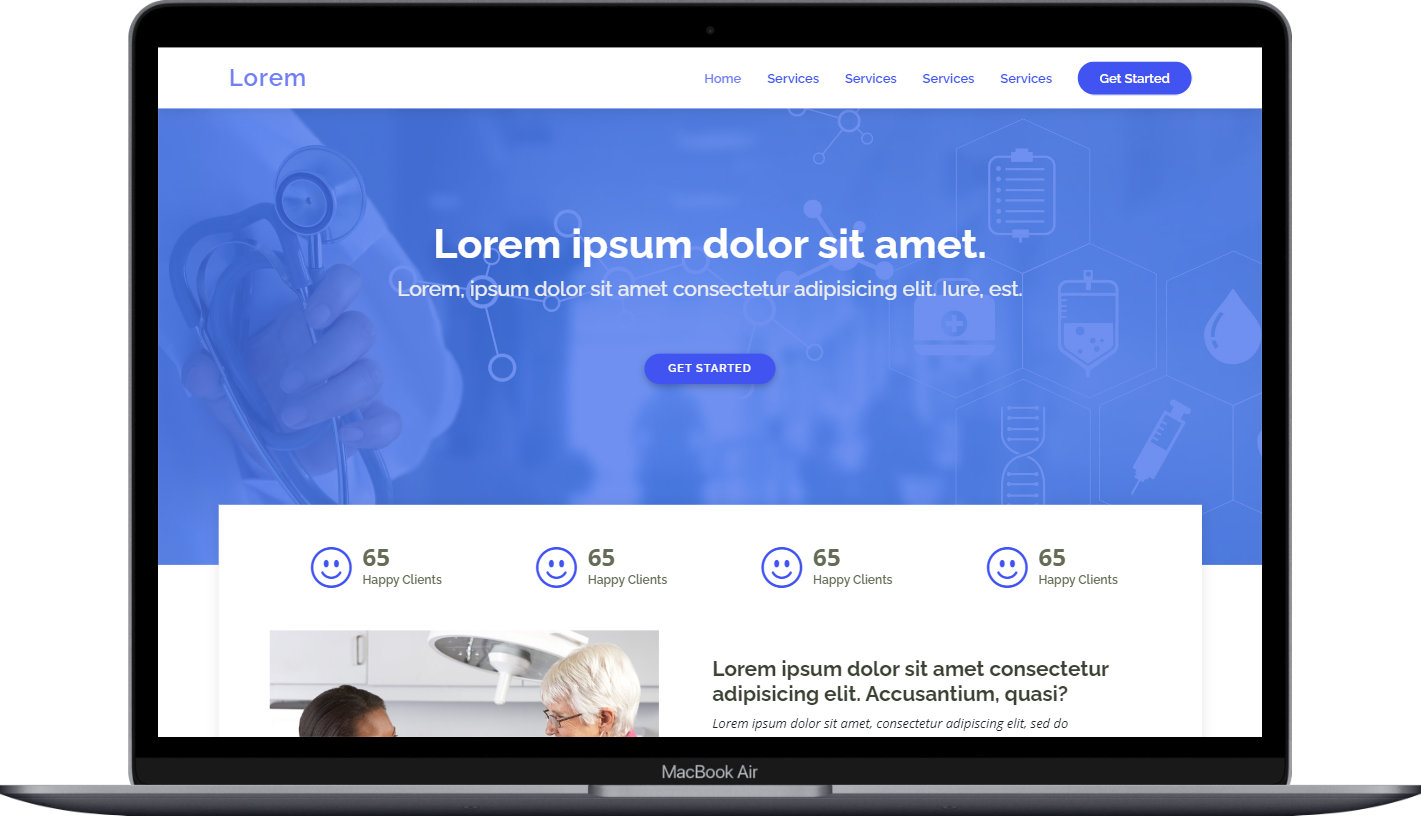 Lorem
Home Services Services Services Services Get Started
Lorem ipsum dolor sit amet.
Lorem, ipsum dolor sit amet consectetur adipisicing elit. Iure, est.
GET STARTED
65 65 65 65
Happy Clients Happy Clients Happy Clients Happy Clients
Lorem ipsum dolor sit amet consectetur
adipisicing elit. Accusantium, quasi?
Lorem ipsum dolor sit amet, consectetur adipiscing elit, sed do
MacBook Air